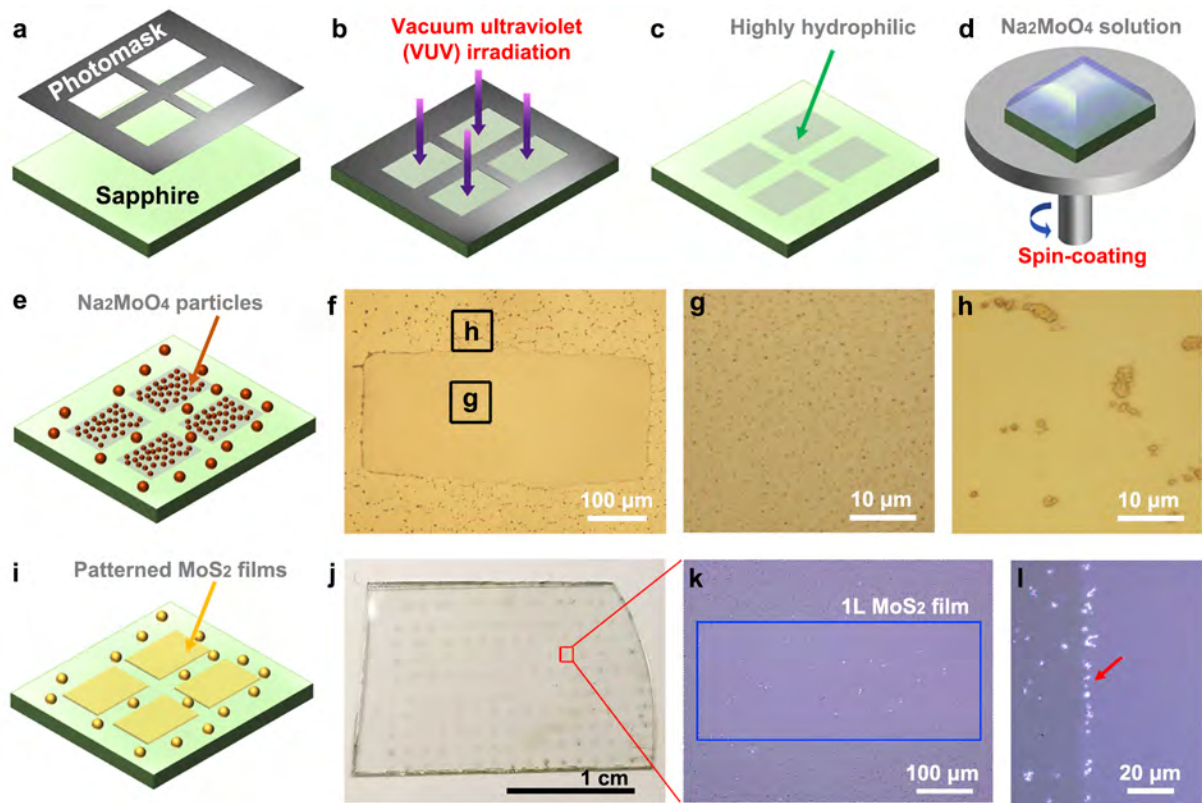 a
Photomask
Sapphire
b
Vacuum ultraviolet
(VUV) irradiation
c
Highly hydrophilic
d
Na₂MoO₄ solution
Spin-coating
e
Na₂MoO₄ particles
f
h
g
100 μm
g
10 μm
h
10 μm
i
Patterned MoS₂ films
j
1 cm
k
1L MoS₂ film
100 μm
l
20 μm